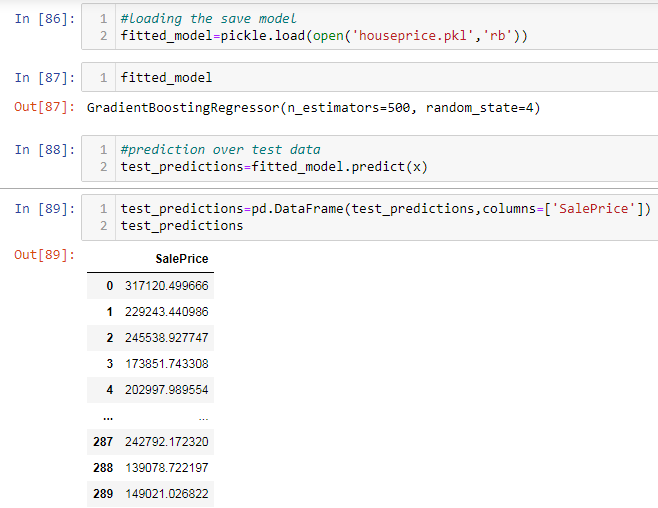 In [86]: 1 #loading the save model
2 fitted_model=pickle.load(open('houseprice.pkl','rb'))
In [87]: 1 fitted_model
Out[87]: GradientBoostingRegressor(n_estimators=500, random_state=4)
In [88]: 1 #prediction over test data
2 test_predictions=fitted_model.predict(x)
In [89]: 1 test_predictions=pd.DataFrame(test_predictions,columns=['SalePrice'])
2 test_predictions
Out[89]:
SalePrice
0 317120.499666
1 229243.440986
2 245538.927747
3 173851.743308
4 202997.989554
... ...
287 242792.172320
288 139078.722197
289 149021.026822